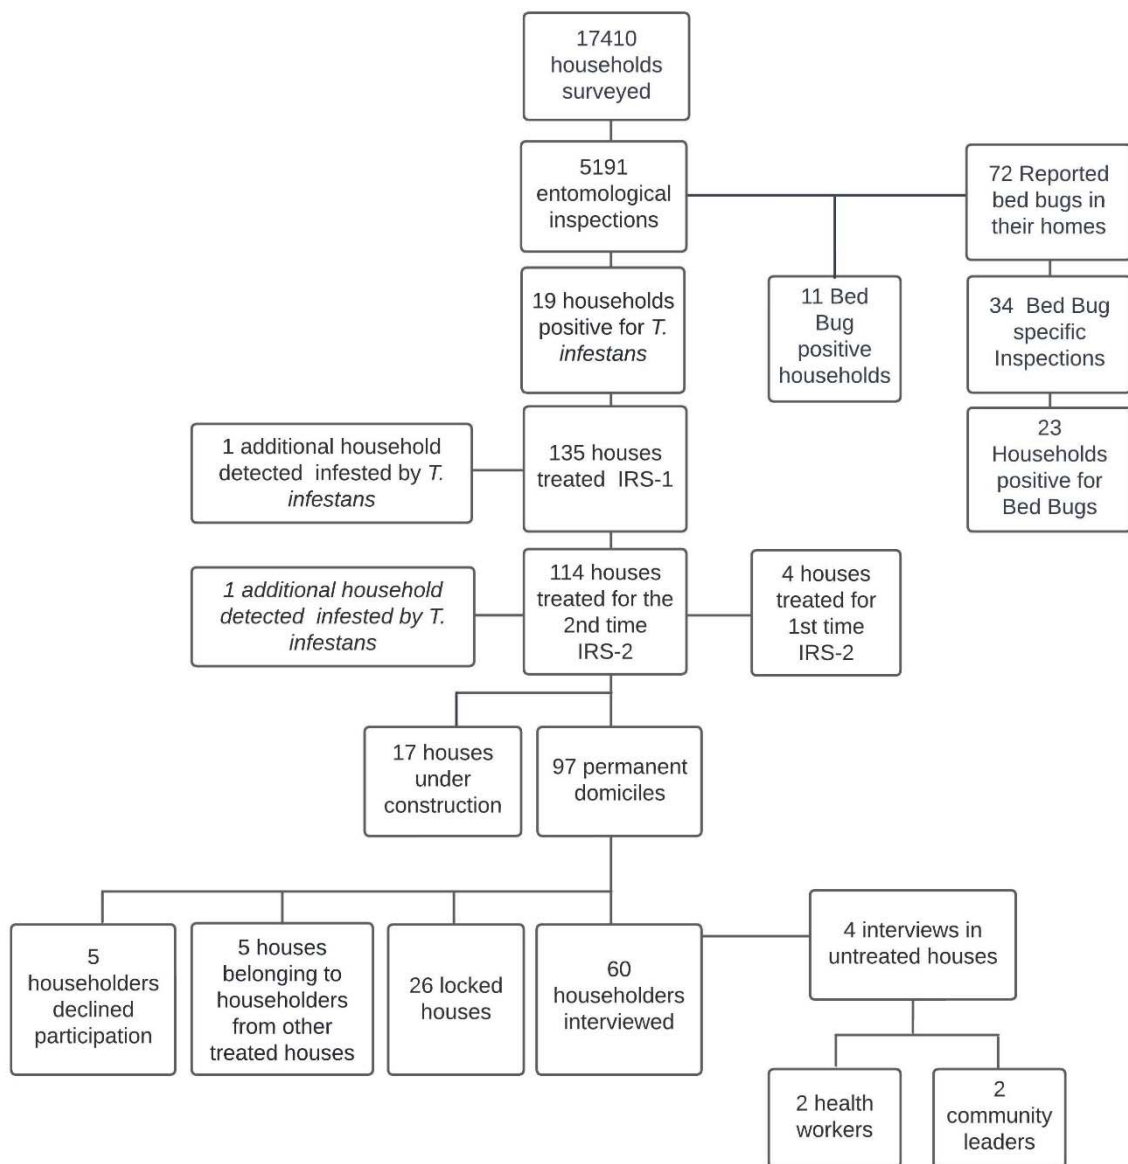 17410
households
surveyed
5191
entomological
inspections
72 Reported
bed bugs in
their homes
19 households
positive for T.
infestans
11 Bed
Bug
positive
households
34 Bed Bug
specific
Inspections
23
Households
positive for
Bed Bugs
1 additional household
detected infested by T.
infestans
135 houses
treated IRS-1
1 additional household
detected infested by T.
infestans
114 houses
treated for the
2nd time
IRS-2
4 houses
treated for
1st time
IRS-2
17 houses
under
construction
97 permanent
domiciles
5
householders
declined
participation
5 houses
belonging to
householders
from other
treated houses
26 locked
houses
60
householders
interviewed
4 interviews in
untreated houses
2 health
workers
2
community
leaders